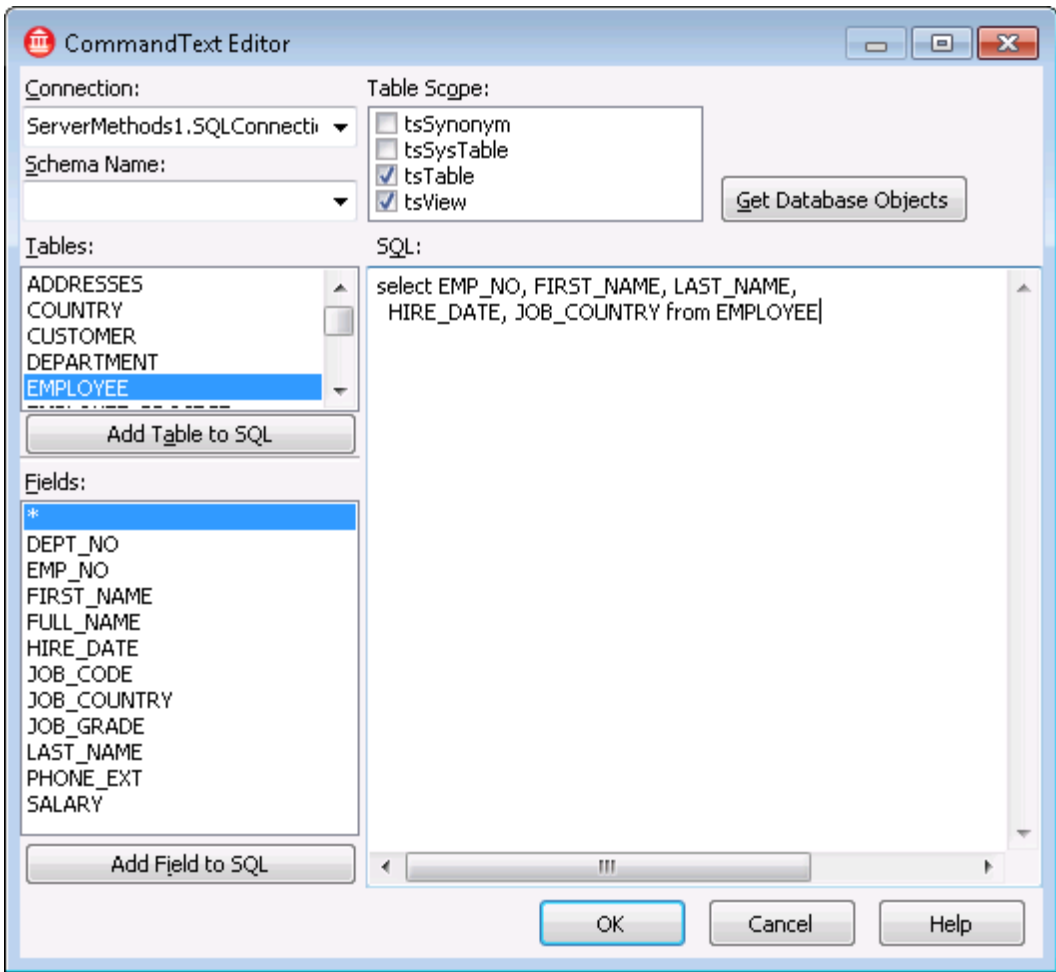 CommandText Editor
Connection:
ServerMethods1.SQLConnecti
Schema Name:
Table Scope:
tsSynonym
tsSysTable
tsTable
tsView
Get Database Objects
Tables:
ADDRESSES
COUNTRY
CUSTOMER
DEPARTMENT
EMPLOYEE
Add Table to SQL
Fields:
*
DEPT_NO
EMP_NO
FIRST_NAME
FULL_NAME
HIRE_DATE
JOB_CODE
JOB_COUNTRY
JOB_GRADE
LAST_NAME
PHONE_EXT
SALARY
Add Field to SQL
SQL:
select EMP_NO, FIRST_NAME, LAST_NAME,
HIRE_DATE, JOB_COUNTRY from EMPLOYEE
OK
Cancel
Help